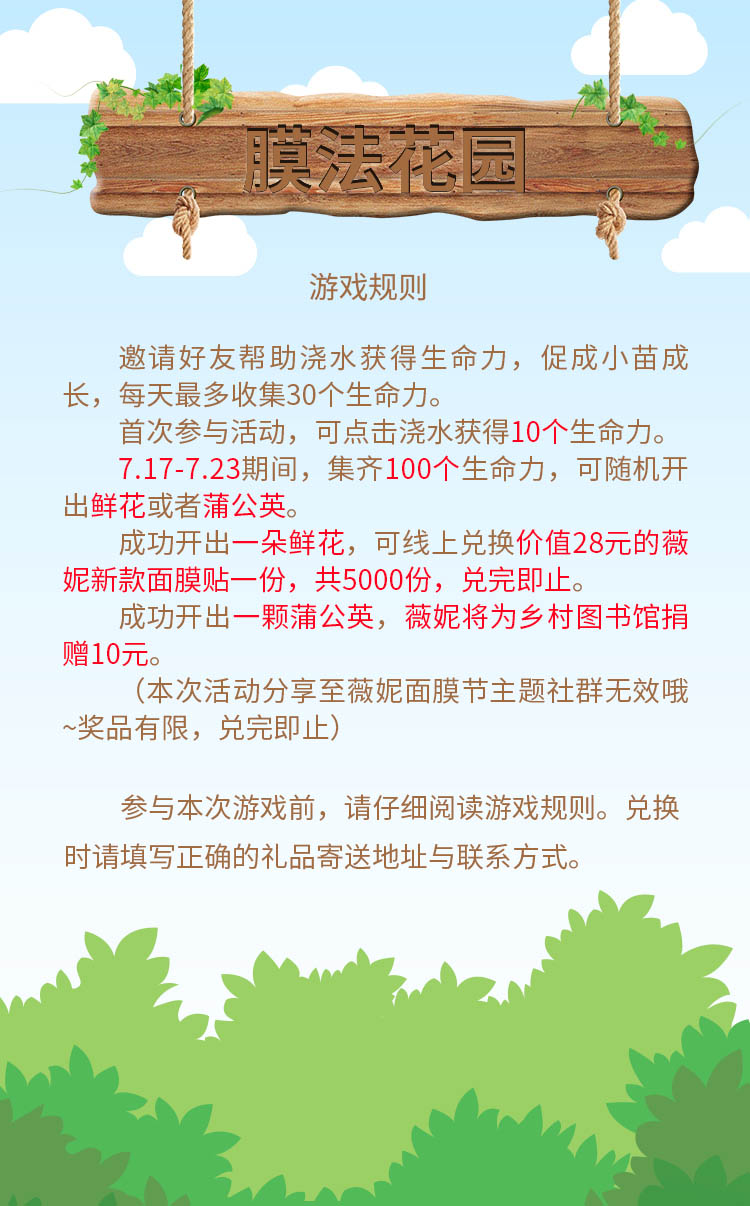 膜法花园
游戏规则
邀请好友帮助浇水获得生命力，促成小苗成
长，每天最多收集30个生命力。
首次参与活动，可点击浇水获得10个生命力。
7.17-7.23期间，集齐100个生命力，可随机开
出鲜花或者蒲公英。
成功开出一朵鲜花，可线上兑换价值28元的薇
妮新款面膜贴一份，共5000份，兑完即止。
成功开出一颗蒲公英，薇妮将为乡村图书馆捐
赠10元。
（本次活动分享至薇妮面膜节主题社群无效哦
~奖品有限，兑完即止）
参与本次游戏前，请仔细阅读游戏规则。兑换
时请填写正确的礼品寄送地址与联系方式。